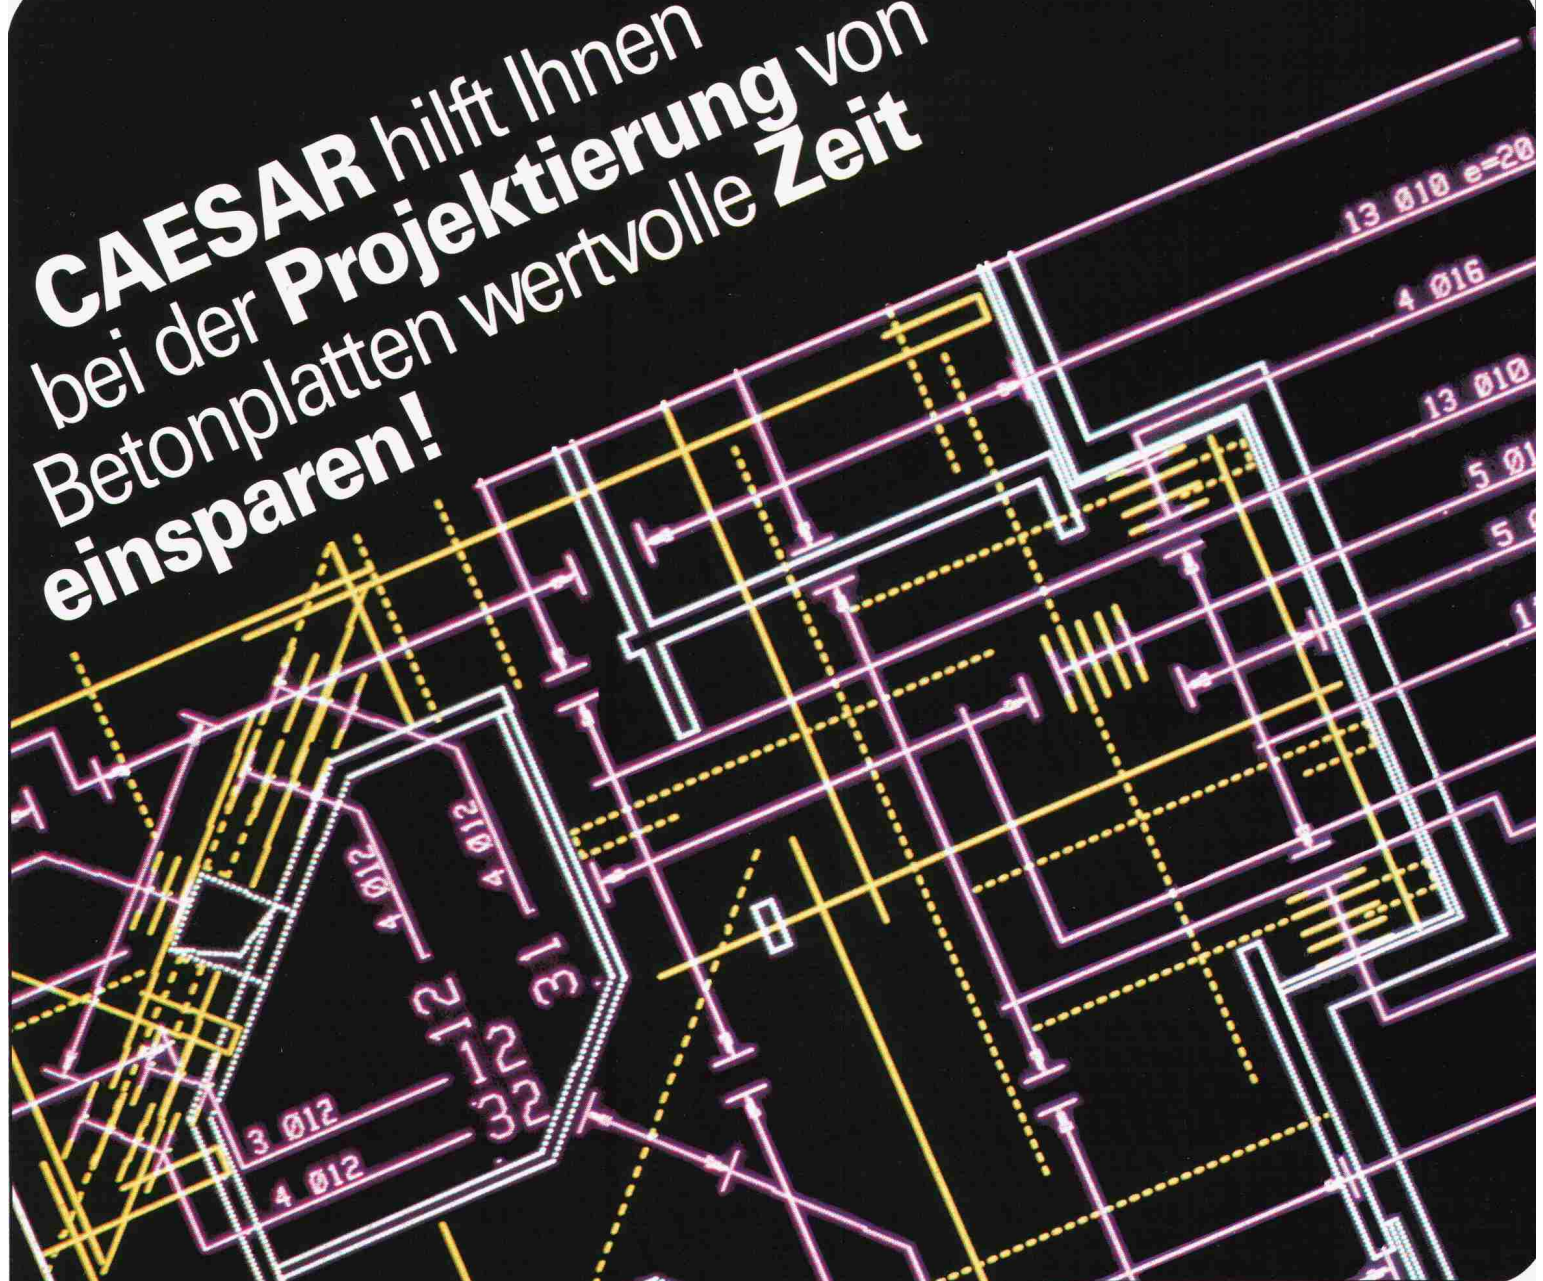 CAESAR hilft Ihnen
bei der Projektierung von
Betonplatten wertvolle Zeit
einsparen!
13 Ø10 e=20
4 Ø16
13 Ø10
4 Ø12
4 Ø12
31
12
12
32
3 Ø12
4 Ø12